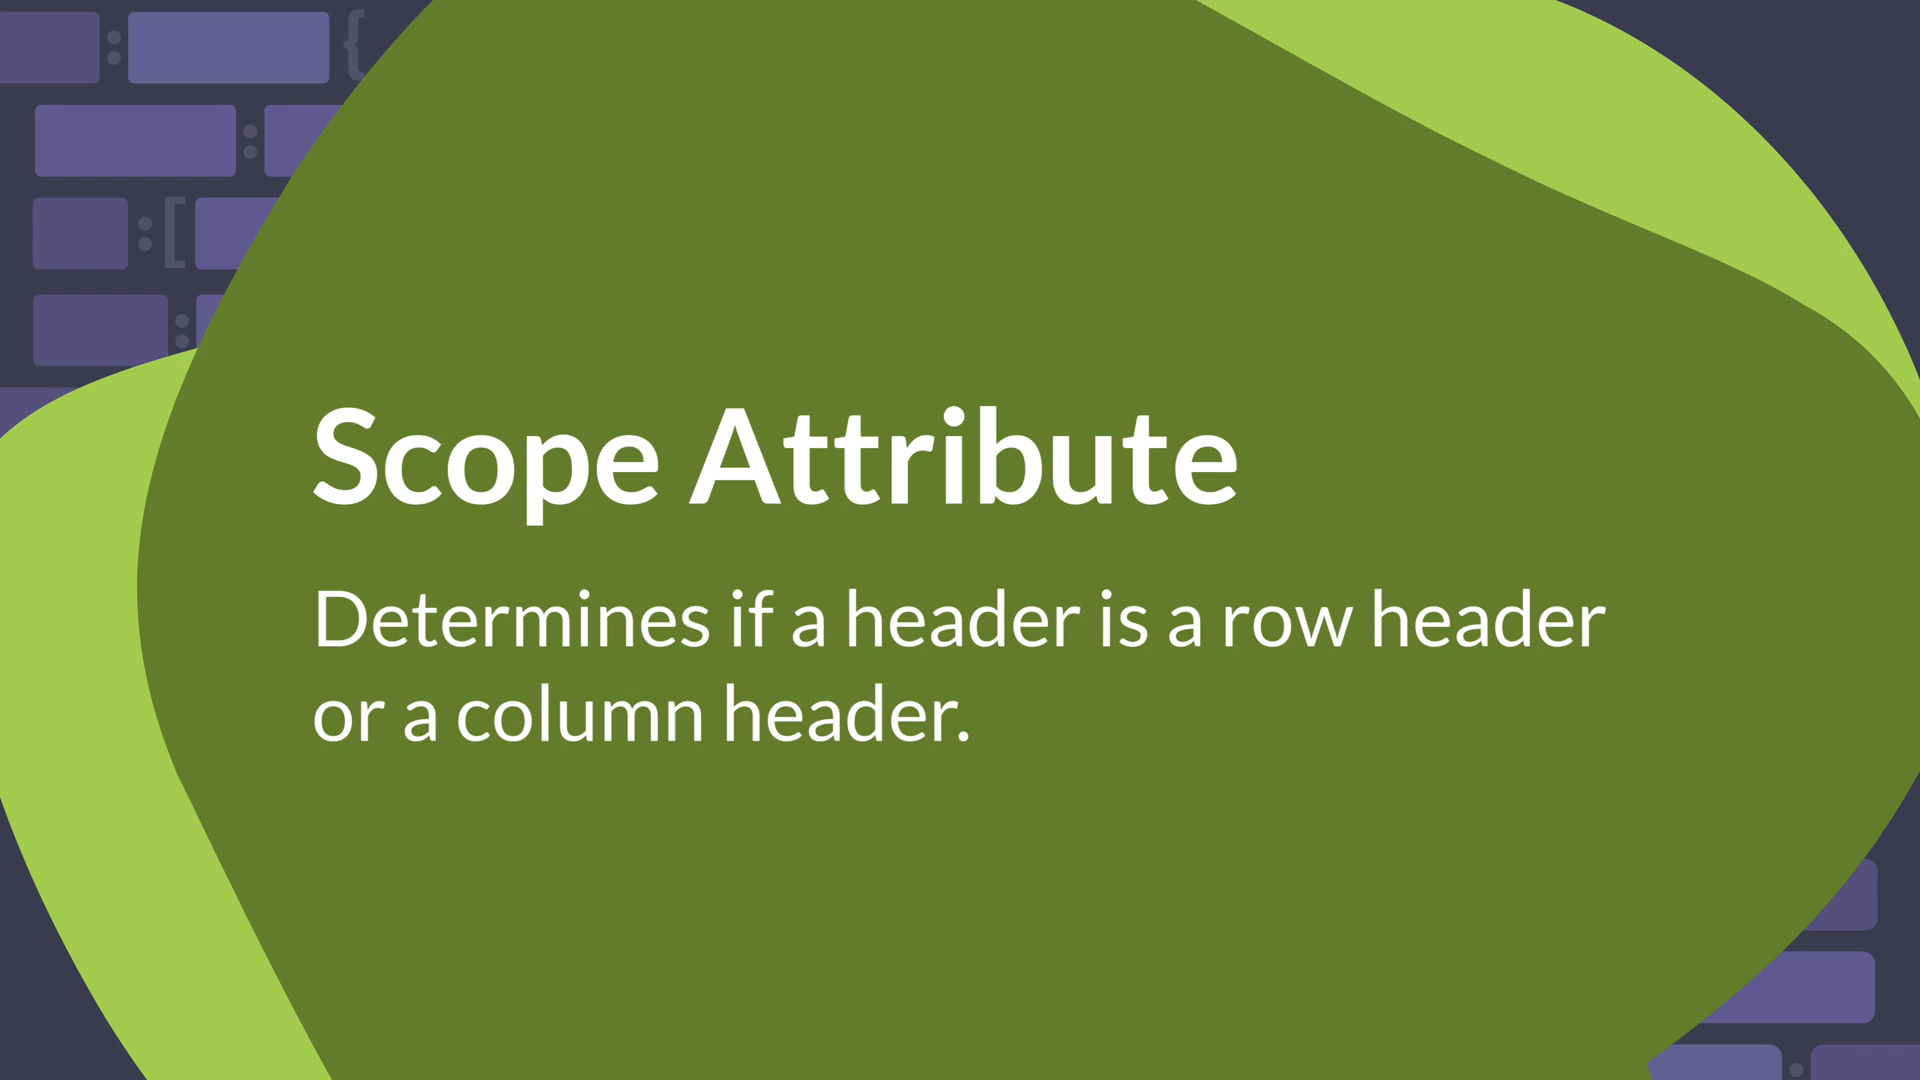 Scope Attribute
Determines if a header is a row header
or a column header.